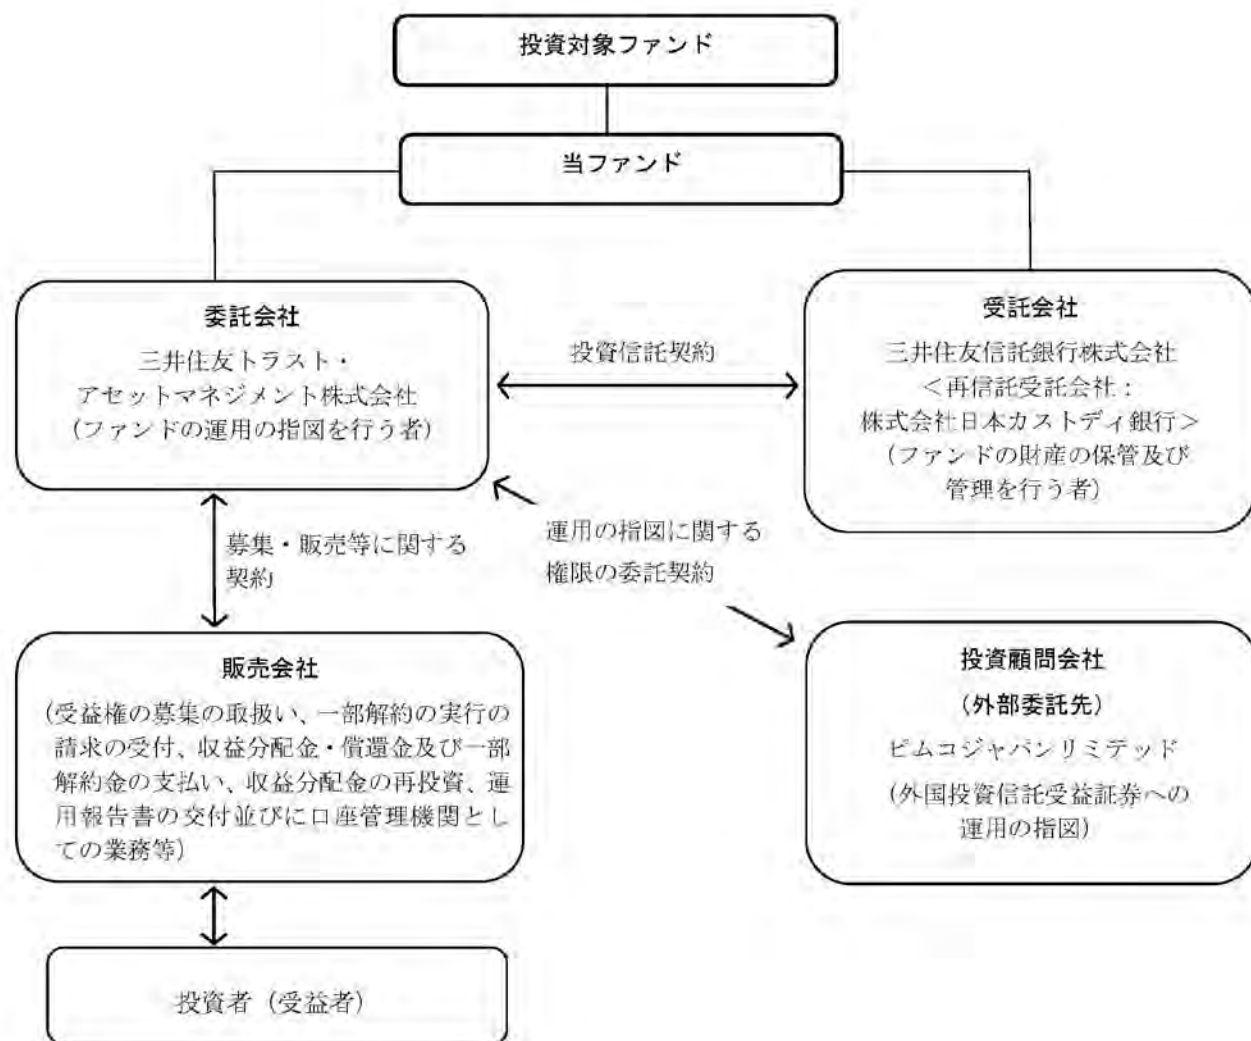 投資対象ファンド
当ファンド
委託会社
三井住友トラスト・
アセットマネジメント株式会社
(ファンドの運用の指図を行う者)
投資信託契約
受託会社
三井住友信託銀行株式会社
＜再信託受託会社：
株式会社日本カストディ銀行＞
(ファンドの財産の保管及び
管理を行う者)
募集・販売等に関する
契約
運用の指図に関する
権限の委託契約
販売会社
(受益権の募集の取扱い、一部解約の実行の
請求の受付、収益分配金・償還金及び一部
解約金の支払い、収益分配金の再投資、運
用報告書の交付並びに口座管理機関とし
ての業務等)
投資顧問会社
(外部委託先)
ピムコジャパンリミテッド
(外国投資信託受益証券への
運用の指図)
投資者（受益者）